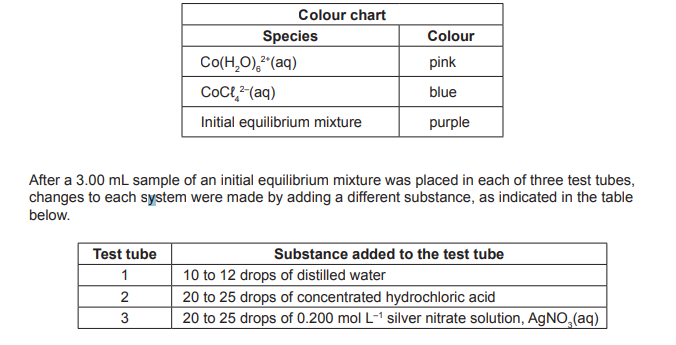 Colour chart
Species Colour
Co(H₂O)₆²⁺(aq) pink
CoCℓ₄²⁻(aq) blue
Initial equilibrium mixture purple
After a 3.00 mL sample of an initial equilibrium mixture was placed in each of three test tubes,
changes to each system were made by adding a different substance, as indicated in the table
below.
Test tube Substance added to the test tube
1 10 to 12 drops of distilled water
2 20 to 25 drops of concentrated hydrochloric acid
3 20 to 25 drops of 0.200 mol L⁻¹ silver nitrate solution, AgNO₃(aq)